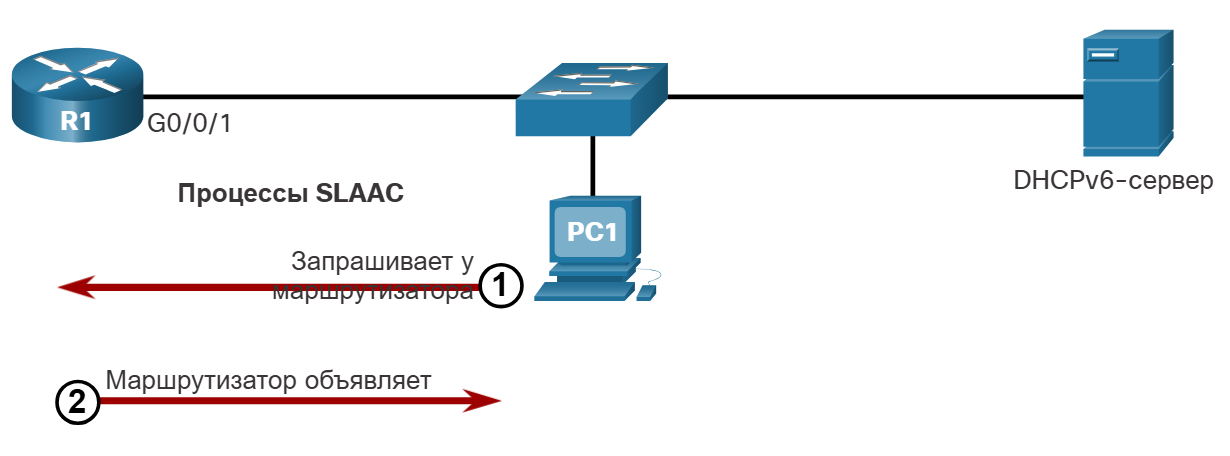 R1
G0/0/1
DHCPv6-сервер
Процессы SLAAC
PC1
Запрашивает у
маршрутизатора
1
Маршрутизатор объявляет
2